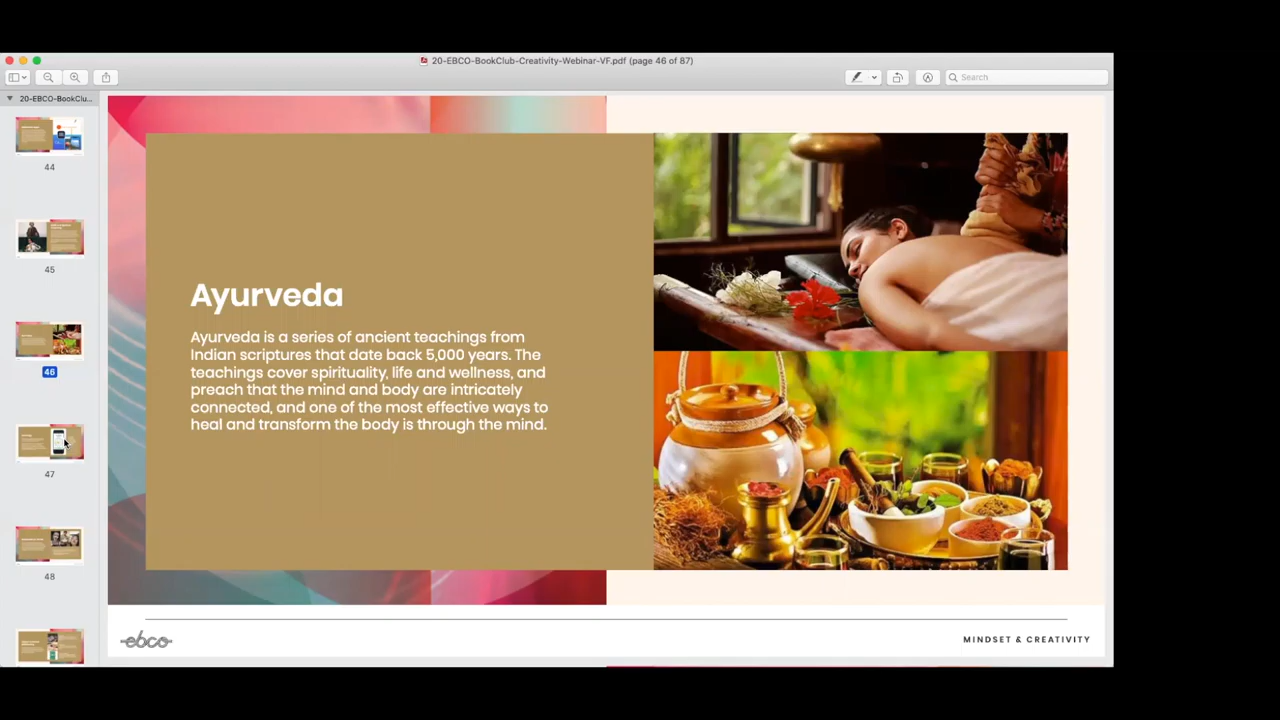 20-EBCO-BookClub-Creativity-Webinar-VF.pdf (page 46 of 87)
Search
20-EBCO-BookClu...
44
45
46
47
48
Ayurveda
Ayurveda is a series of ancient teachings from
Indian scriptures that date back 5,000 years. The
teachings cover spirituality, life and wellness, and
preach that the mind and body are intricately
connected, and one of the most effective ways to
heal and transform the body is through the mind.
ebco
MINDSET & CREATIVITY